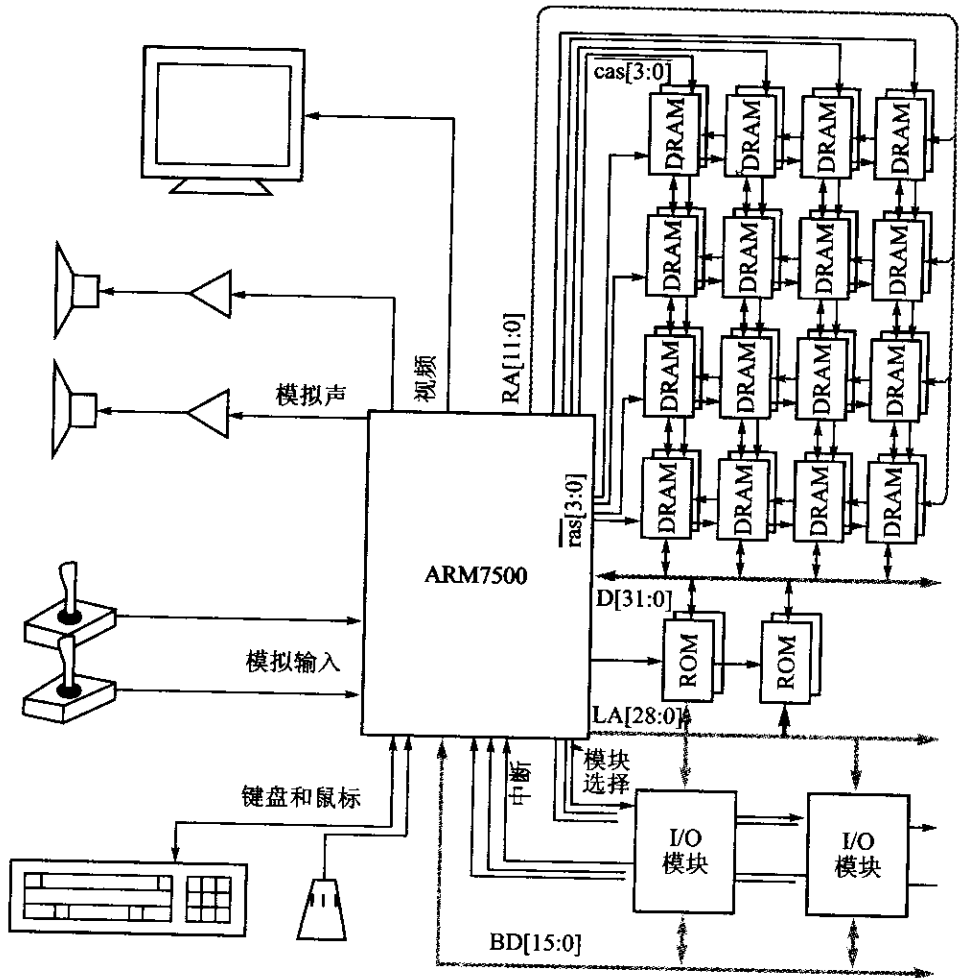 cas[3:0]
DRAM
DRAM
DRAM
DRAM
DRAM
DRAM
DRAM
DRAM
RA[11:0]
视频
模拟声
DRAM
DRAM
DRAM
DRAM
ras[3:0]
DRAM
DRAM
DRAM
DRAM
ARM7500
D[31:0]
模拟输入
ROM
ROM
LA[28:0]
键盘和鼠标
中断
模块
选择
I/O
模块
I/O
模块
BD[15:0]